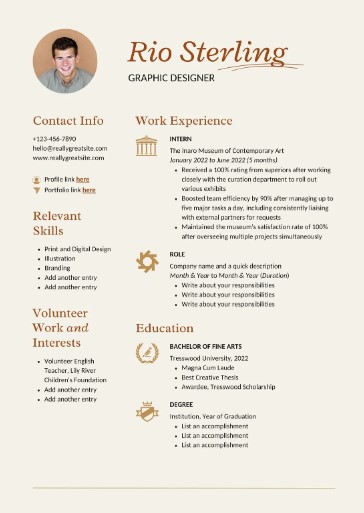 Rio Sterling
GRAPHIC DESIGNER
Contact Info
+123-456-7890
hello@reallygreatsite.com
www.reallygreatsite.com
Profile link here
Portfolio link here
Relevant
Skills
Print and Digital Design
Illustration
Branding
Add another entry
Add another entry
Volunteer
Work and
Interests
Volunteer English
Teacher, Lily River
Children's Foundation
Add another entry
Add another entry
Work Experience
INTERN
The Inaro Museum of Contemporary Art
January 2022 to June 2022 (5 months)
Received a 100% rating from superiors after working
closely with the curation department to roll out
various exhibits
Boosted team efficiency by 90% after managing up to
five major tasks a day, including consistently liaising
with external partners for requests
Maintained the museum's satisfaction rate of 100%
after overseeing multiple projects simultaneously
ROLE
Company name and a quick description
Month & Year to Month & Year (Duration)
Write about your responsibilities
Write about your responsibilities
Write about your responsibilities
Education
BACHELOR OF FINE ARTS
Tresswood University, 2022
Magna Cum Laude
Best Creative Thesis
Awardee, Tresswood Scholarship
DEGREE
Institution, Year of Graduation
List an accomplishment
List an accomplishment
List an accomplishment